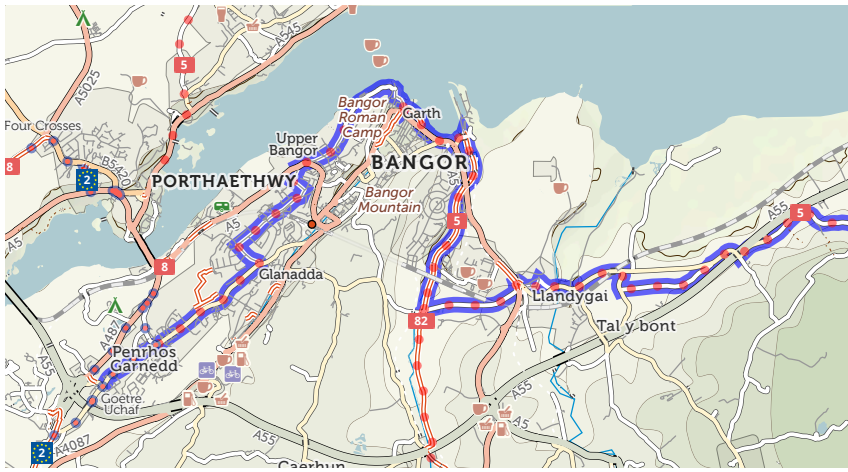 A545
5
A5025
Bangor
Roman
Camp
Garth
Four Crosses
Upper
Bangor
BANGOR
8
B5420
2
PORTHAETHWY
Bangor
Mountain
A55
5
A5
5
A5
8
Glanadda
Llandygai
82
Tal y bont
A487
Penrhos
Garnedd
Goetre
Uchaf
A55
A55
A55
A4087
2
Caerhun